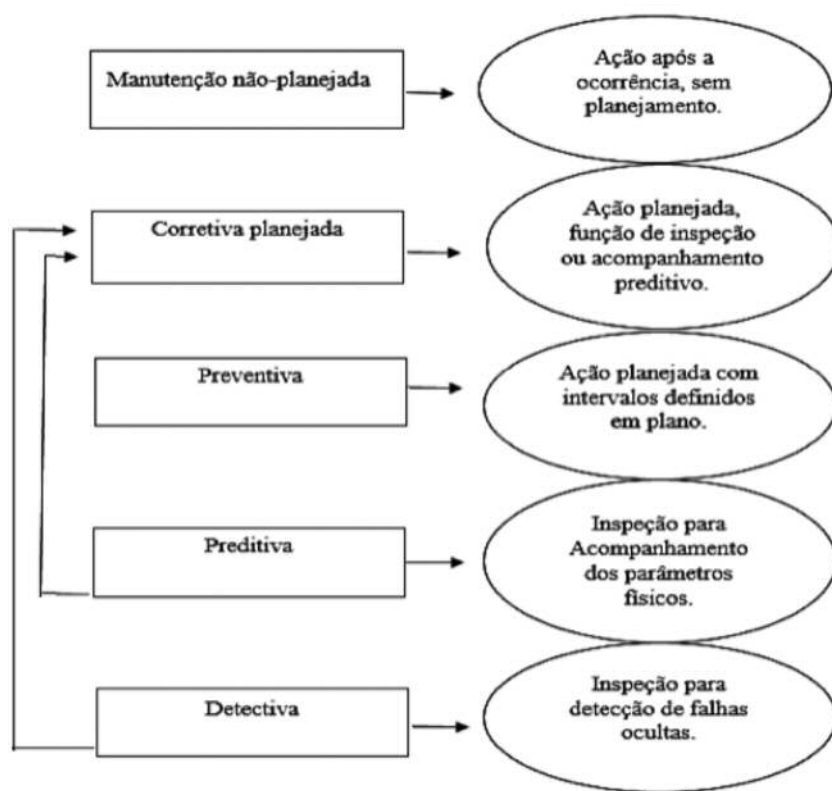 Manutenção não-planejada
Ação após a
ocorrência, sem
planejamento.
Corretiva planejada
Ação planejada,
função de inspeção
ou acompanhamento
preditivo.
Preventiva
Ação planejada com
intervalos definidos
em plano.
Preditiva
Inspeção para
Acompanhamento
dos parâmetros
físicos.
Detectiva
Inspeção para
detecção de falhas
ocultas.